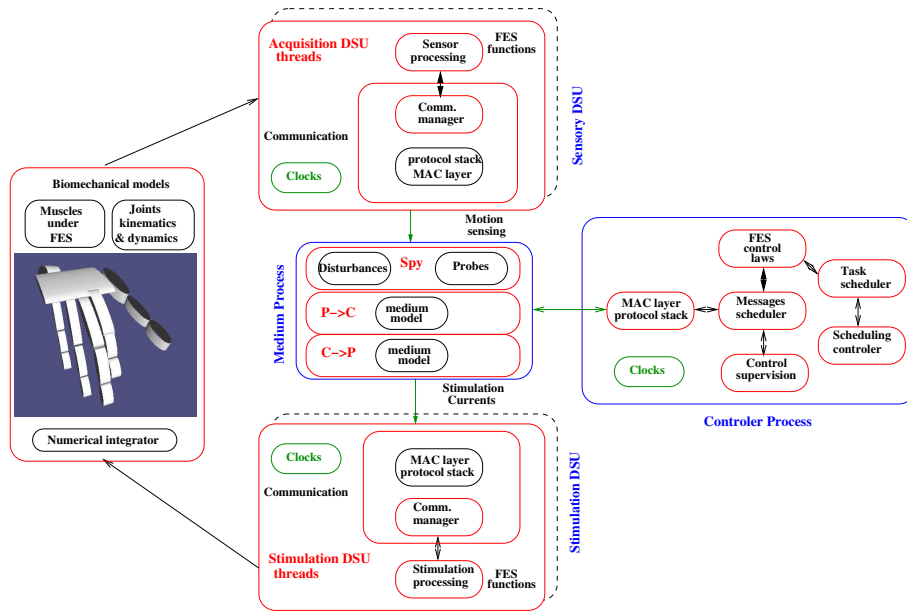 Acquisition DSU
threads
Sensor
processing
FES
functions
Comm.
manager
Communication
protocol stack
MAC layer
Clocks
Sensory DSU
Biomechanical models
Muscles
under
FES
Joints
kinematics
& dynamics
Numerical integrator
Motion
sensing
Medium Process
Disturbances
Spy
Probes
P->C
medium
model
C->P
medium
model
Stimulation
Currents
MAC layer
protocol stack
Messages
scheduler
FES
control
laws
Task
scheduler
Scheduling
controler
Control
supervision
Clocks
Controler Process
Clocks
MAC layer
protocol stack
Communication
Comm.
manager
Stimulation DSU
threads
Stimulation
processing
FES
functions
Stimulation DSU